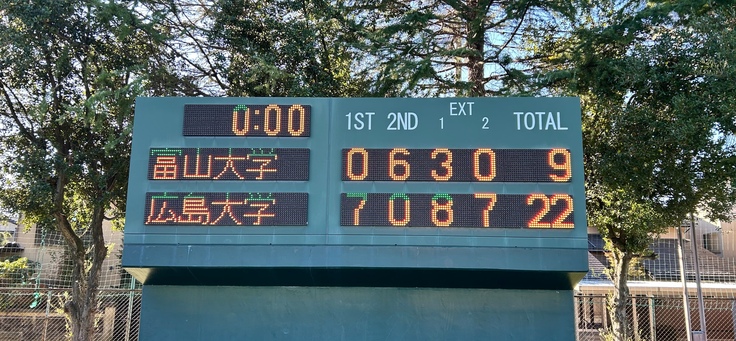 0:00 1ST 2ND EXT 1 2 TOTAL
富山大学 0 6 3 0 9
広島大学 7 0 8 7 22